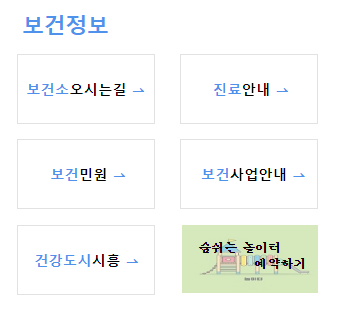 보건정보
보건소오시는길 ⇀
진료안내 ⇀
보건민원 ⇀
보건사업안내 ⇀
건강도시시흥 ⇀
숨쉬는 놀이터
예약하기